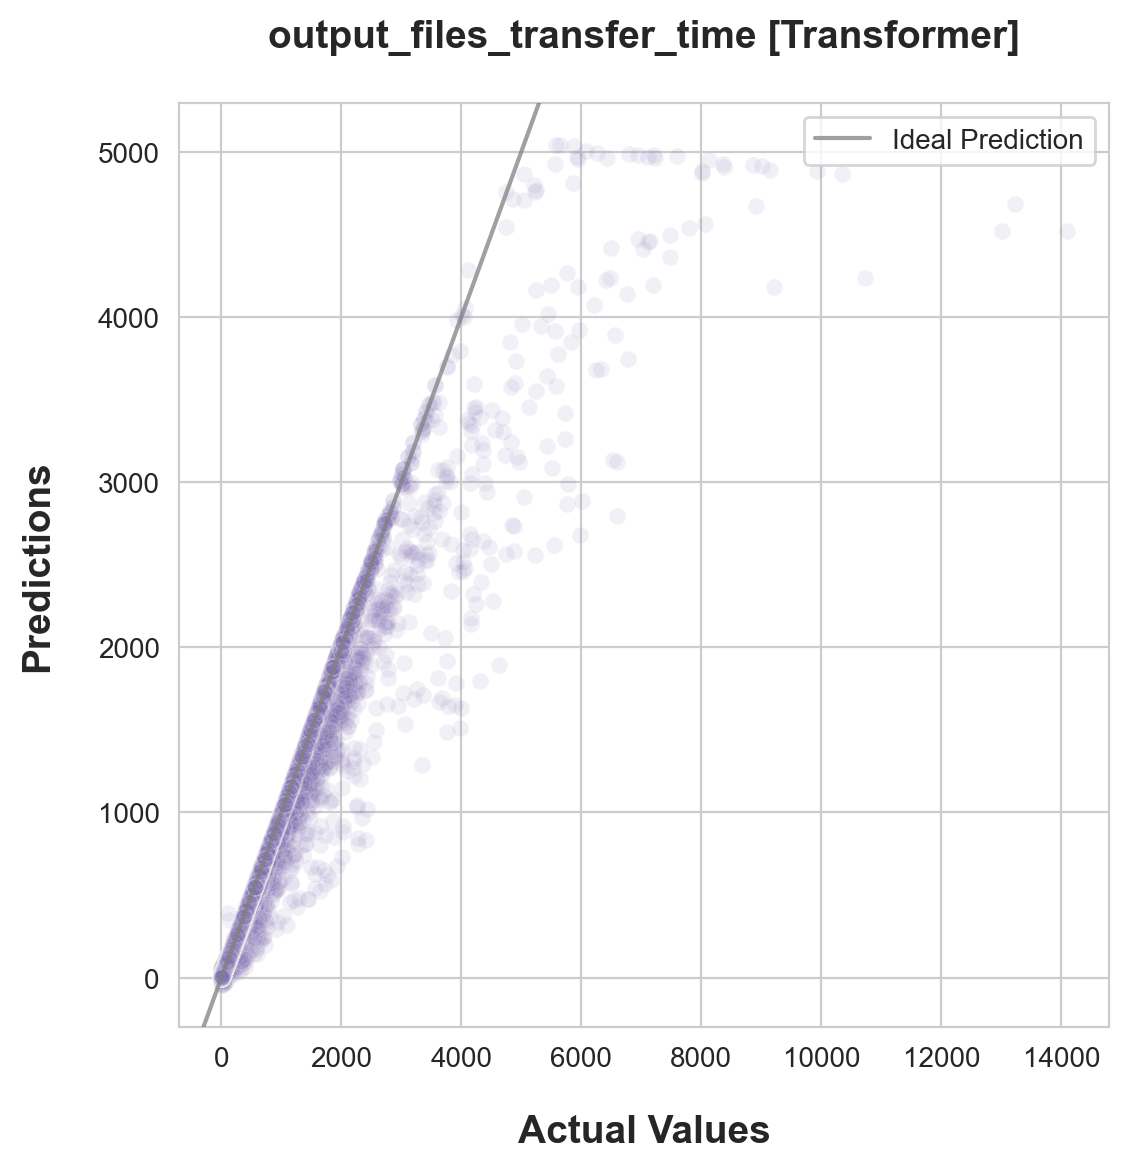 output_files_transfer_time [Transformer]
Ideal Prediction
5000
4000
3000
2000
1000
0
Predictions
0 2000 4000 6000 8000 10000 12000 14000
Actual Values